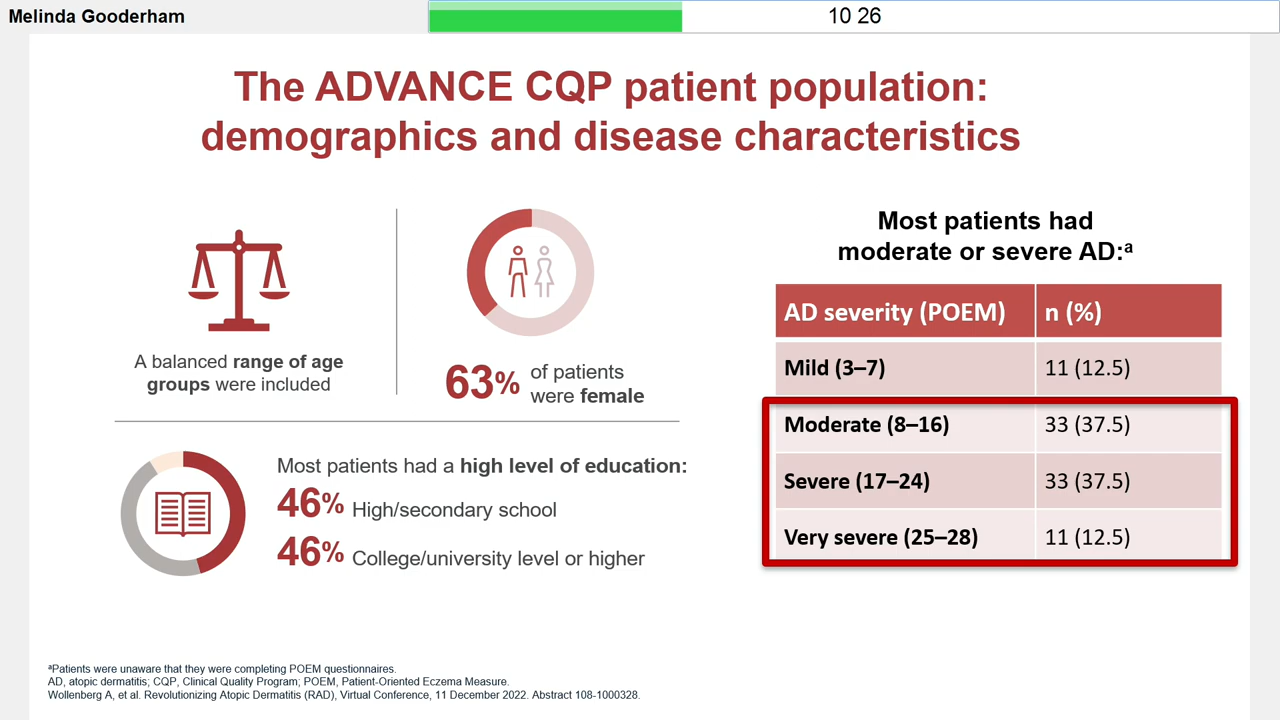 Melinda Gooderham
10 26
The ADVANCE CQP patient population:
demographics and disease characteristics
A balanced range of age
groups were included
63% of patients
were female
Most patients had a high level of education:
46% High/secondary school
46% College/university level or higher
Most patients had
moderate or severe AD:ᵃ
AD severity (POEM) n (%)
Mild (3–7) 11 (12.5)
Moderate (8–16) 33 (37.5)
Severe (17–24) 33 (37.5)
Very severe (25–28) 11 (12.5)
ᵃPatients were unaware that they were completing POEM questionnaires.
AD, atopic dermatitis; CQP, Clinical Quality Program; POEM, Patient-Oriented Eczema Measure.
Wollenberg A, et al. Revolutionizing Atopic Dermatitis (RAD), Virtual Conference, 11 December 2022. Abstract 108-1000328.